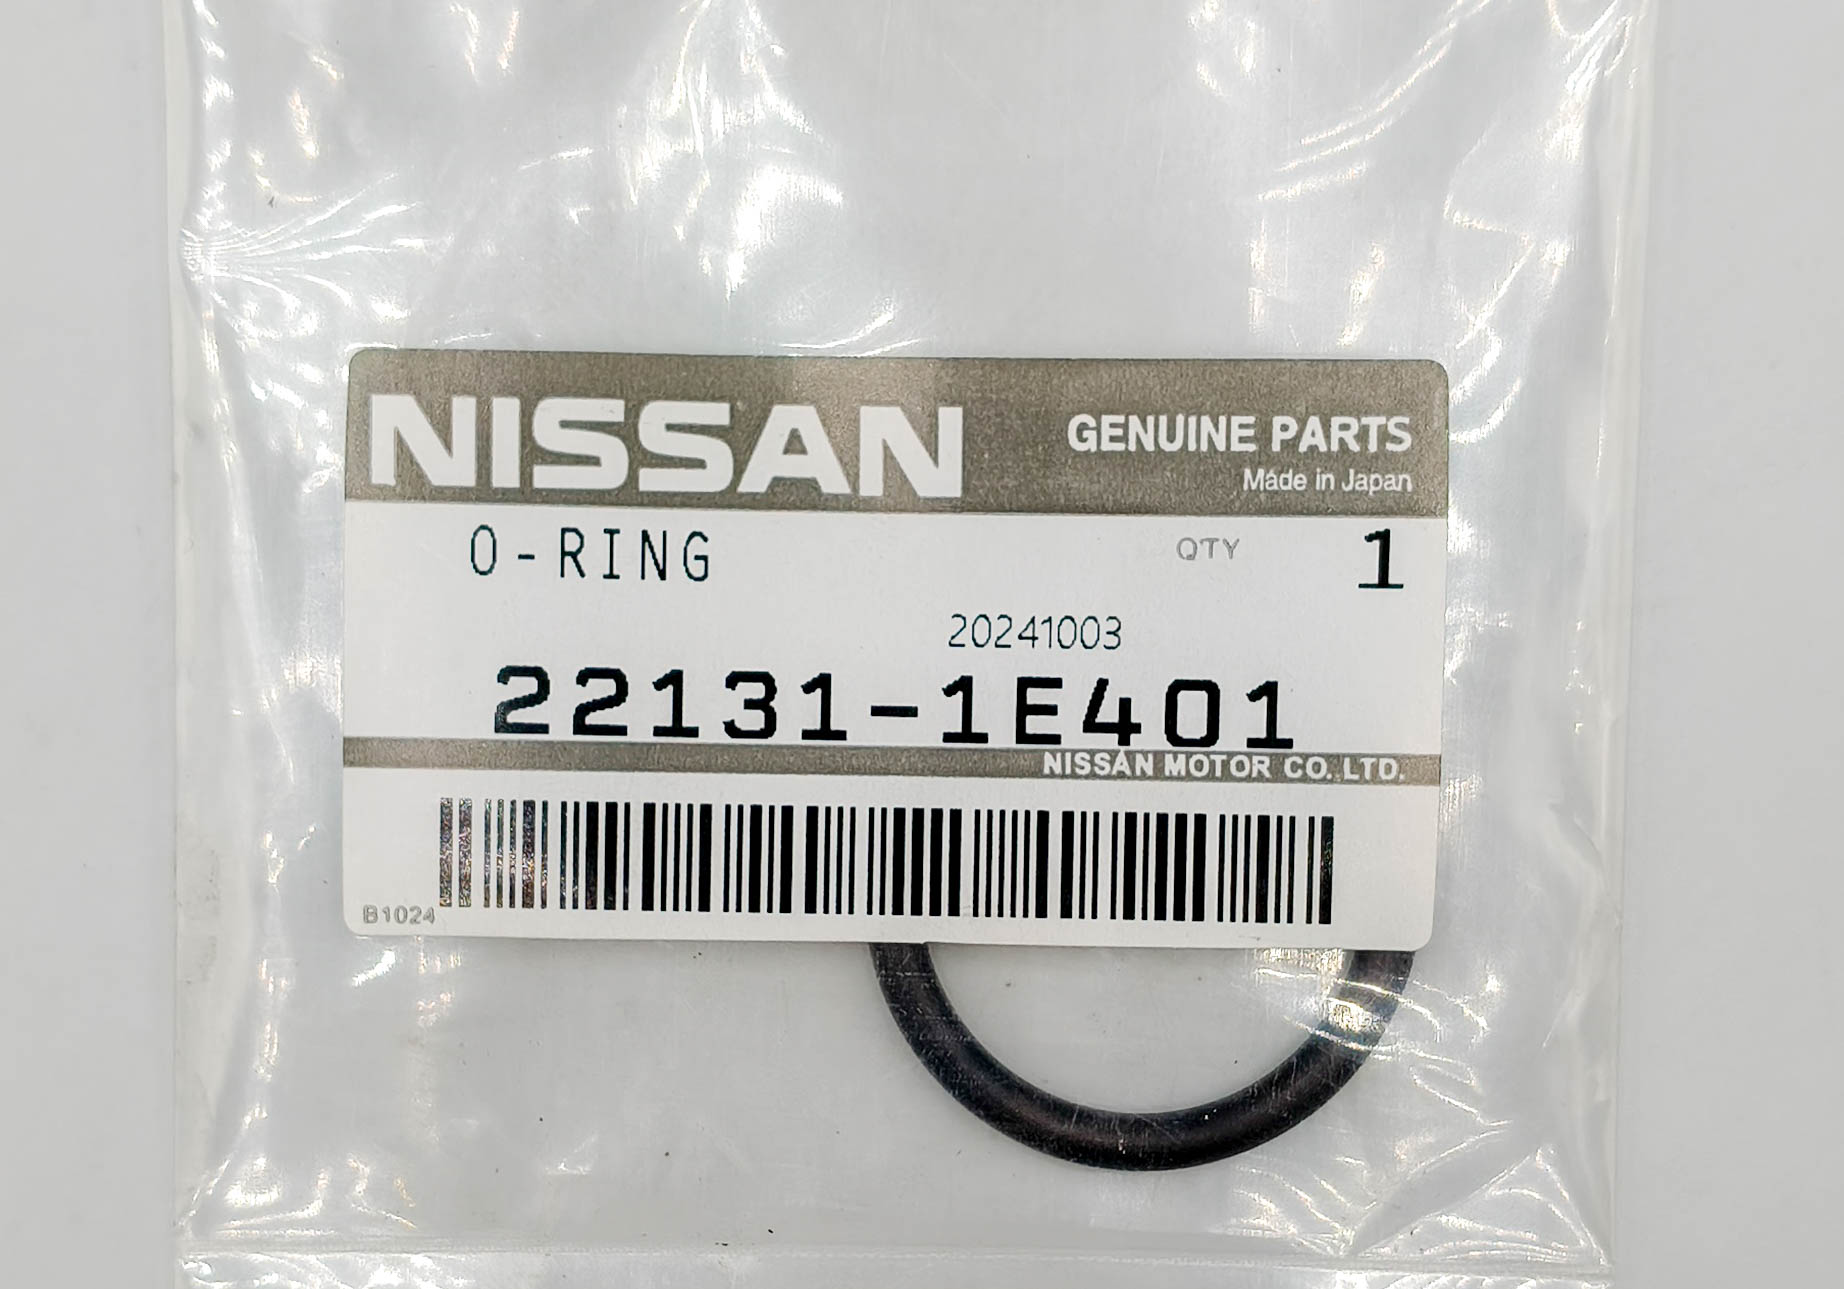 NISSAN
GENUINE PARTS
Made in Japan
O-RING QTY 1
20241003
22131-1E401
NISSAN MOTOR CO. LTD.
B1024